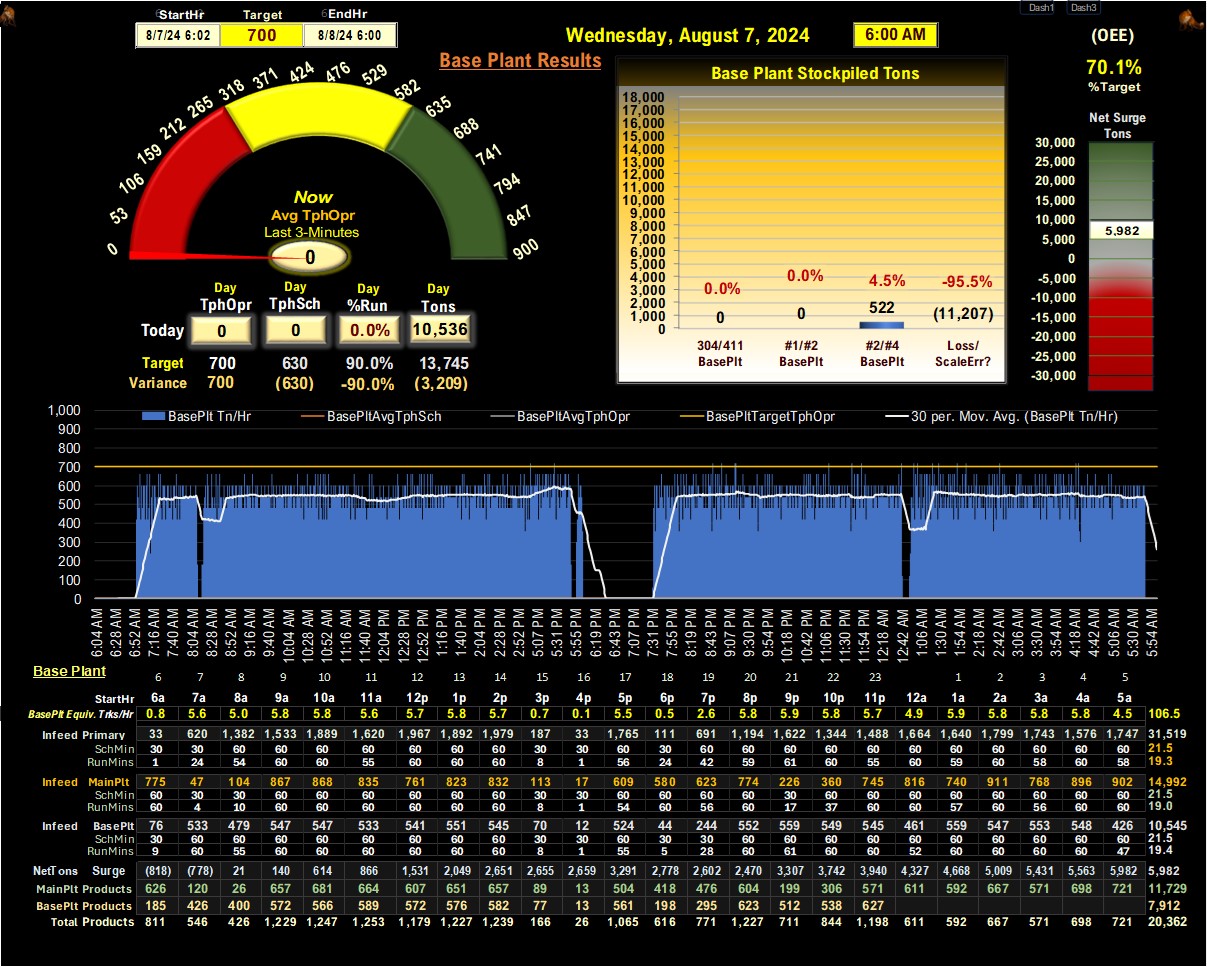 Dash1 Dash3
StartHr Target EndHr
8/7/24 6:02 700 8/8/24 6:00
Wednesday, August 7, 2024 6:00 AM
(OEE)
70.1%
%Target
Base Plant Results
Base Plant Stockpiled Tons
0 53 106 159 212 265 318 371 424 476 529 582 635 688 741 794 847 900
Now
Avg TphOpr
Last 3-Minutes
0
Day Day Day Day
TphOpr TphSch %Run Tons
Today 0 0 0.0% 10,536
Target 700 630 90.0% 13,745
Variance 700 (630) -90.0% (3,209)
18,000
17,000
16,000
15,000
14,000
13,000
12,000
11,000
10,000
9,000
8,000
7,000
6,000
5,000
4,000
3,000
2,000
1,000
0
0.0% 0.0% 4.5% -95.5%
0 0 522 (11,207)
304/411 #1/#2 #2/#4 Loss/
BasePlt BasePlt BasePlt ScaleErr?
Net Surge
Tons
30,000
25,000
20,000
15,000
10,000
5,982
5,000
0
-5,000
-10,000
-15,000
-20,000
-25,000
-30,000
BasePlt Tn/Hr BasePltAvgTphSch BasePltAvgTphOpr BasePltTargetTphOpr 30 per. Mov. Avg. (BasePlt Tn/Hr)
1,000
900
800
700
600
500
400
300
200
100
0
6:04 AM 6:28 AM 6:52 AM 7:16 AM 7:40 AM 8:04 AM 8:28 AM 8:52 AM 9:16 AM 9:40 AM 10:04 AM 10:28 AM 10:52 AM 11:16 AM 11:40 AM 12:04 PM 12:28 PM 12:52 PM 1:16 PM 1:40 PM 2:04 PM 2:28 PM 2:52 PM 5:07 PM 5:31 PM 5:55 PM 6:19 PM 6:43 PM 7:07 PM 7:31 PM 7:55 PM 8:19 PM 8:43 PM 9:07 PM 9:30 PM 9:54 PM 10:18 PM 10:42 PM 11:06 PM 11:30 PM 11:54 PM 12:18 AM 12:42 AM 1:06 AM 1:30 AM 1:54 AM 2:18 AM 2:42 AM 3:06 AM 3:30 AM 3:54 AM 4:18 AM 4:42 AM 5:06 AM 5:30 AM 5:54 AM
Base Plant
6 7 8 9 10 11 12 13 14 15 16 17 18 19 20 21 22 23 1 2 3 4 5
StartHr 6a 7a 8a 9a 10a 11a 12p 1p 2p 3p 4p 5p 6p 7p 8p 9p 10p 11p 12a 1a 2a 3a 4a 5a
BasePlt Equiv. Trks/Hr 0.8 5.6 5.0 5.8 5.8 5.6 5.7 5.8 5.7 0.7 0.1 5.5 0.5 2.6 5.8 5.9 5.8 5.7 4.9 5.9 5.8 5.8 5.8 4.5 106.5
Infeed Primary 33 620 1,382 1,533 1,889 1,620 1,967 1,892 1,979 187 33 1,765 111 691 1,194 1,622 1,344 1,488 1,664 1,640 1,799 1,743 1,576 1,747 31,519
SchMin 30 30 30 60 60 60 60 60 60 30 30 60 30 30 60 60 60 60 60 60 60 60 60 60 21.5
RunMins 1 24 54 60 60 55 60 60 60 8 1 56 24 42 59 61 60 55 60 59 60 58 60 58 19.3
Infeed MainPlt 775 47 104 867 868 835 761 823 832 113 17 609 580 623 774 226 360 745 816 740 911 768 896 902 14,992
SchMin 60 30 30 60 60 60 60 60 60 30 30 60 60 60 60 30 60 60 60 60 60 60 60 60 21.5
RunMins 60 4 10 60 60 60 60 60 60 8 1 54 60 56 60 17 37 60 60 57 60 56 60 60 19.0
Infeed BasePlt 76 533 479 547 547 533 541 551 545 70 12 524 44 244 552 559 549 545 461 559 547 553 548 426 10,545
SchMin 30 60 60 60 60 60 60 60 60 30 30 60 30 30 60 60 60 60 60 60 60 60 60 60 21.5
RunMins 9 60 55 60 60 60 60 60 60 8 1 55 5 28 60 61 60 60 52 60 60 60 60 47 19.4
NetTons Surge (818) (778) 21 140 614 866 1,531 2,049 2,651 2,655 2,659 3,291 2,778 2,602 2,470 3,307 3,742 3,940 4,327 4,668 5,009 5,431 5,563 5,982 5,982
MainPlt Products 626 120 26 657 681 664 607 651 657 89 13 504 418 476 604 199 306 571 611 592 667 571 698 721 11,729
BasePlt Products 185 426 400 572 566 589 572 576 582 77 13 561 198 295 623 512 538 627 7,912
Total Products 811 546 426 1,229 1,247 1,253 1,179 1,227 1,239 166 26 1,065 616 771 1,227 711 844 1,198 611 592 667 571 698 721 20,362